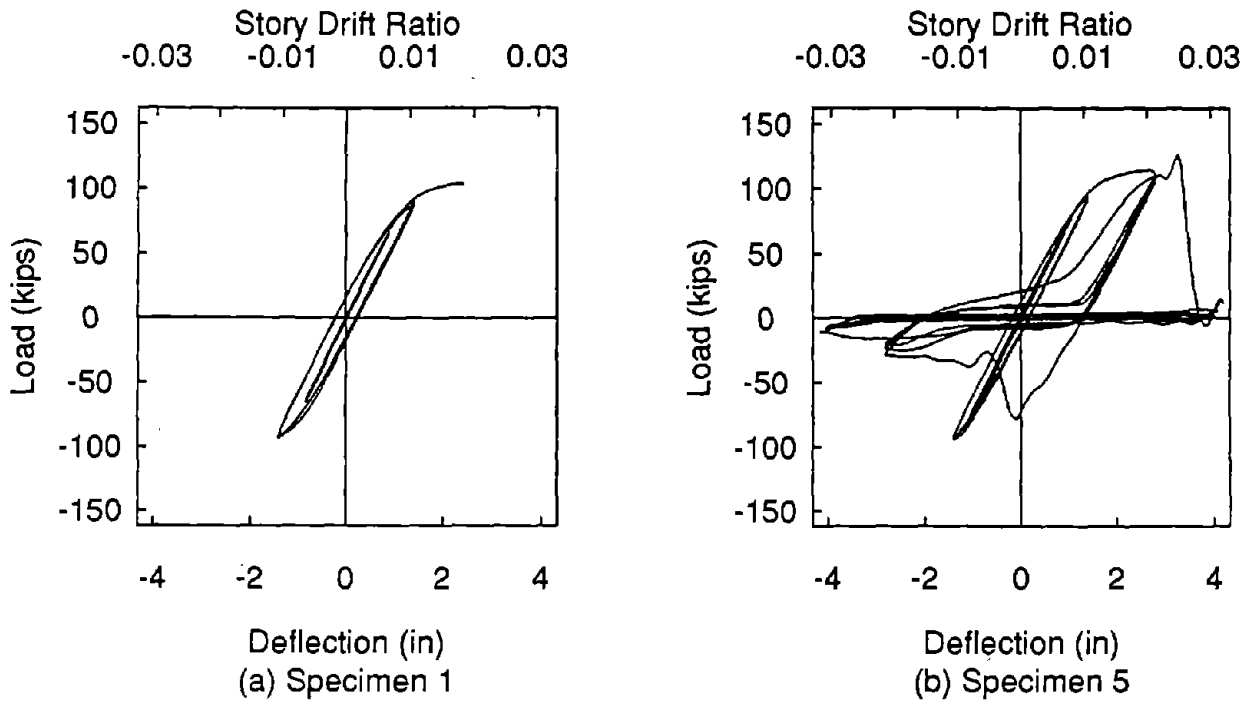 Story Drift Ratio
-0.03 -0.01 0.01 0.03
150
100
50
0
-50
-100
-150
Load (kips)
-4 -2 0 2 4
Deflection (in)
(a) Specimen 1
Story Drift Ratio
-0.03 -0.01 0.01 0.03
150
100
50
0
-50
-100
-150
Load (kips)
-4 -2 0 2 4
Deflection (in)
(b) Specimen 5